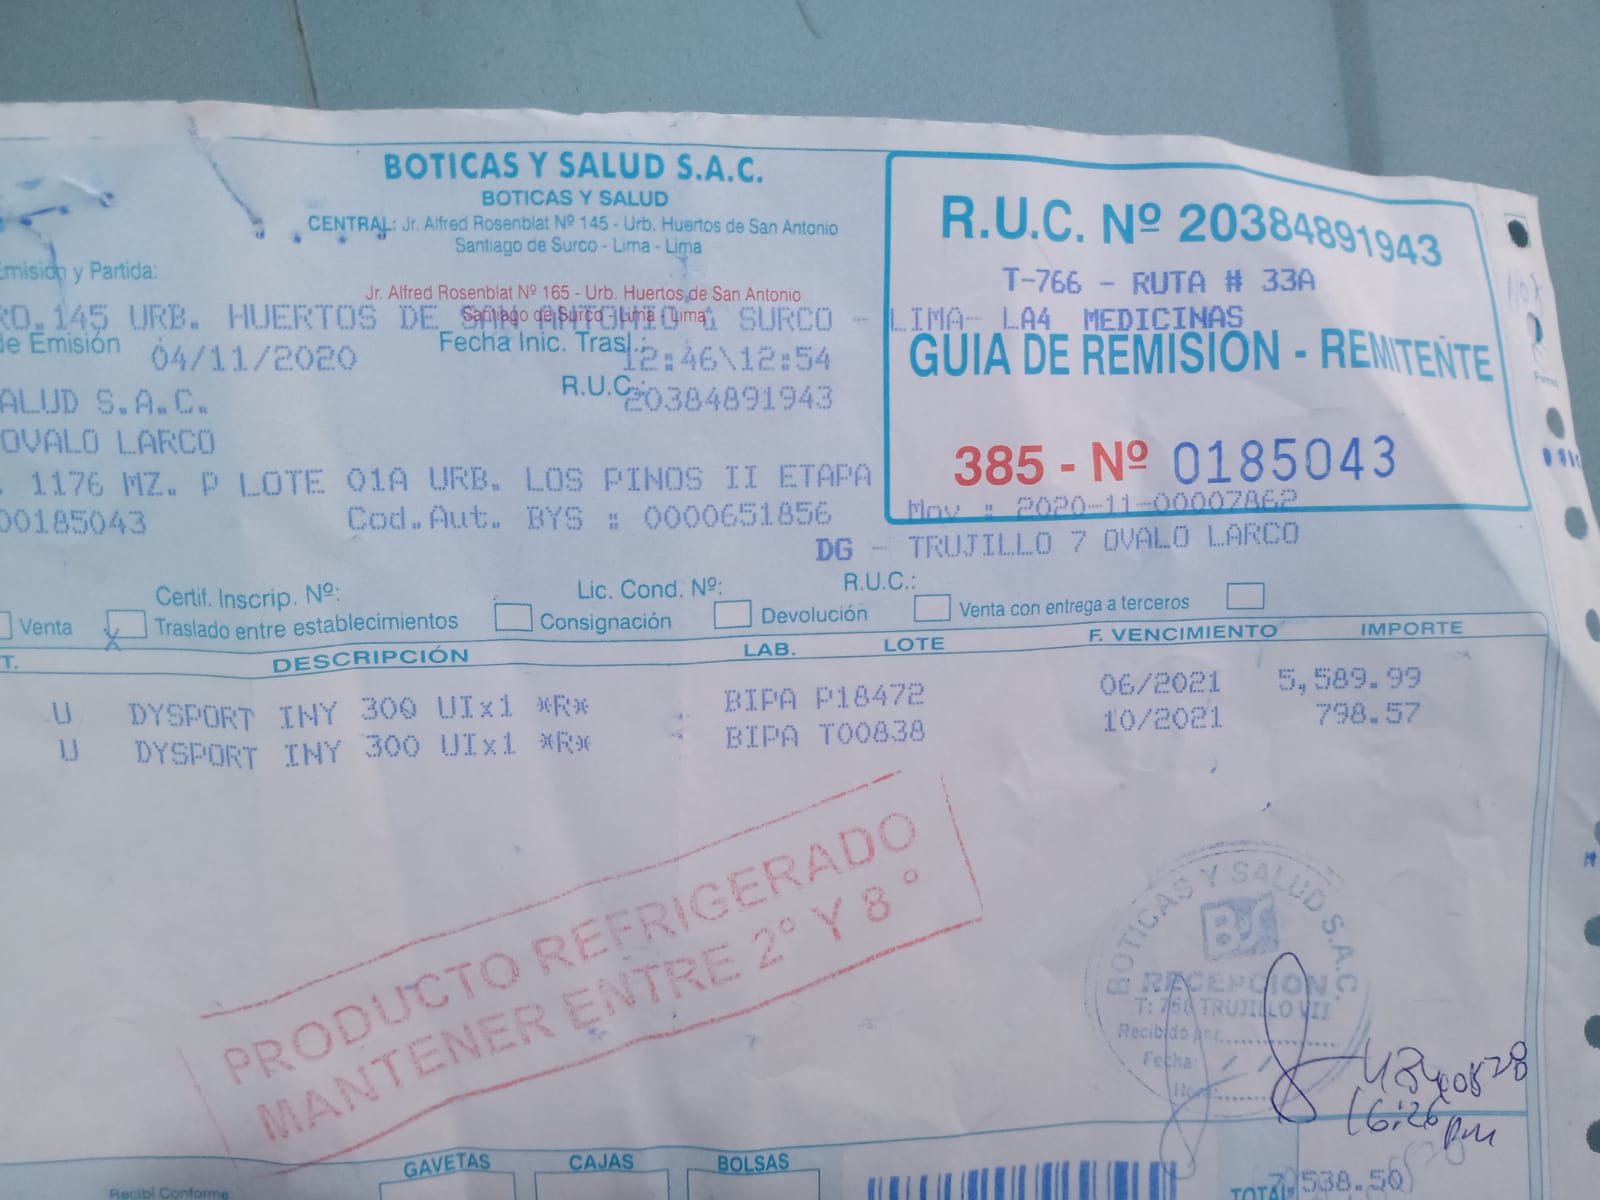 BOTICAS Y SALUD S.A.C.
BOTICAS Y SALUD
CENTRAL: Jr. Alfred Rosenblat Nº 145 - Urb. Huertos de San Antonio
Santiago de Surco - Lima - Lima
Jr. Alfred Rosenblat Nº 165 - Urb. Huertos de San Antonio
Santiago de Surco - Lima - Lima
R.U.C. Nº 20384891943
T-766 - RUTA # 33A
GUIA DE REMISION - REMITENTE
385 - Nº 0185043
Emisión y Partida:
RO.145 URB. HUERTOS DE SAN ANTONIO SURCO - LIMA- LA4 MEDICINAS
de Emisión 04/11/2020 Fecha Inic. Trasl.: 12:46\12:54
ALUD S.A.C. R.U.C.: 20384891943
OVALO LARCO
. 1176 MZ. P LOTE 01A URB. LOS PINOS II ETAPA
00185043 Cod.Aut. BYS : 0000651856 Mov : 2020-11-00007862
DG - TRUJILLO 7 OVALO LARCO
Certif. Inscrip. Nº: Lic. Cond. Nº: R.U.C.:
Venta X Traslado entre establecimientos Consignación Devolución Venta con entrega a terceros
T. DESCRIPCIÓN LAB. LOTE F. VENCIMIENTO IMPORTE
U DYSPORT INY 300 UIx1 *R* BIPA P18472 06/2021 5,589.99
U DYSPORT INY 300 UIx1 *R* BIPA T00838 10/2021 798.57
PRODUCTO REFRIGERADO
MANTENER ENTRE 2° Y 8°
BOTICAS Y SALUD S.A.C.
BS
RECEPCION
T: 766 TRUJILLO VII
Recibido por
Fecha: / /
Hora:
16:26 pm
GAVETAS CAJAS BOLSAS
Recibí Conforme
TOTAL 7,538.50